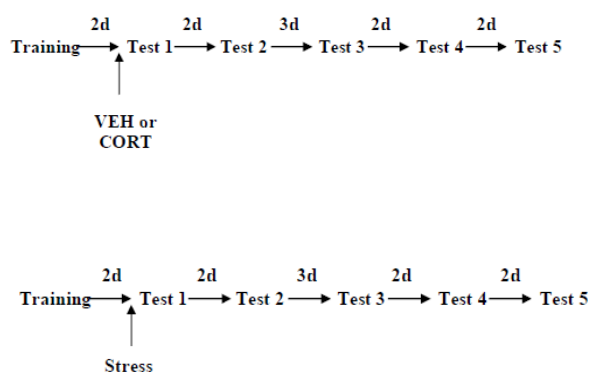 2d 2d 3d 2d 2d
Training Test 1 Test 2 Test 3 Test 4 Test 5
VEH or
CORT
2d 2d 3d 2d 2d
Training Test 1 Test 2 Test 3 Test 4 Test 5
Stress